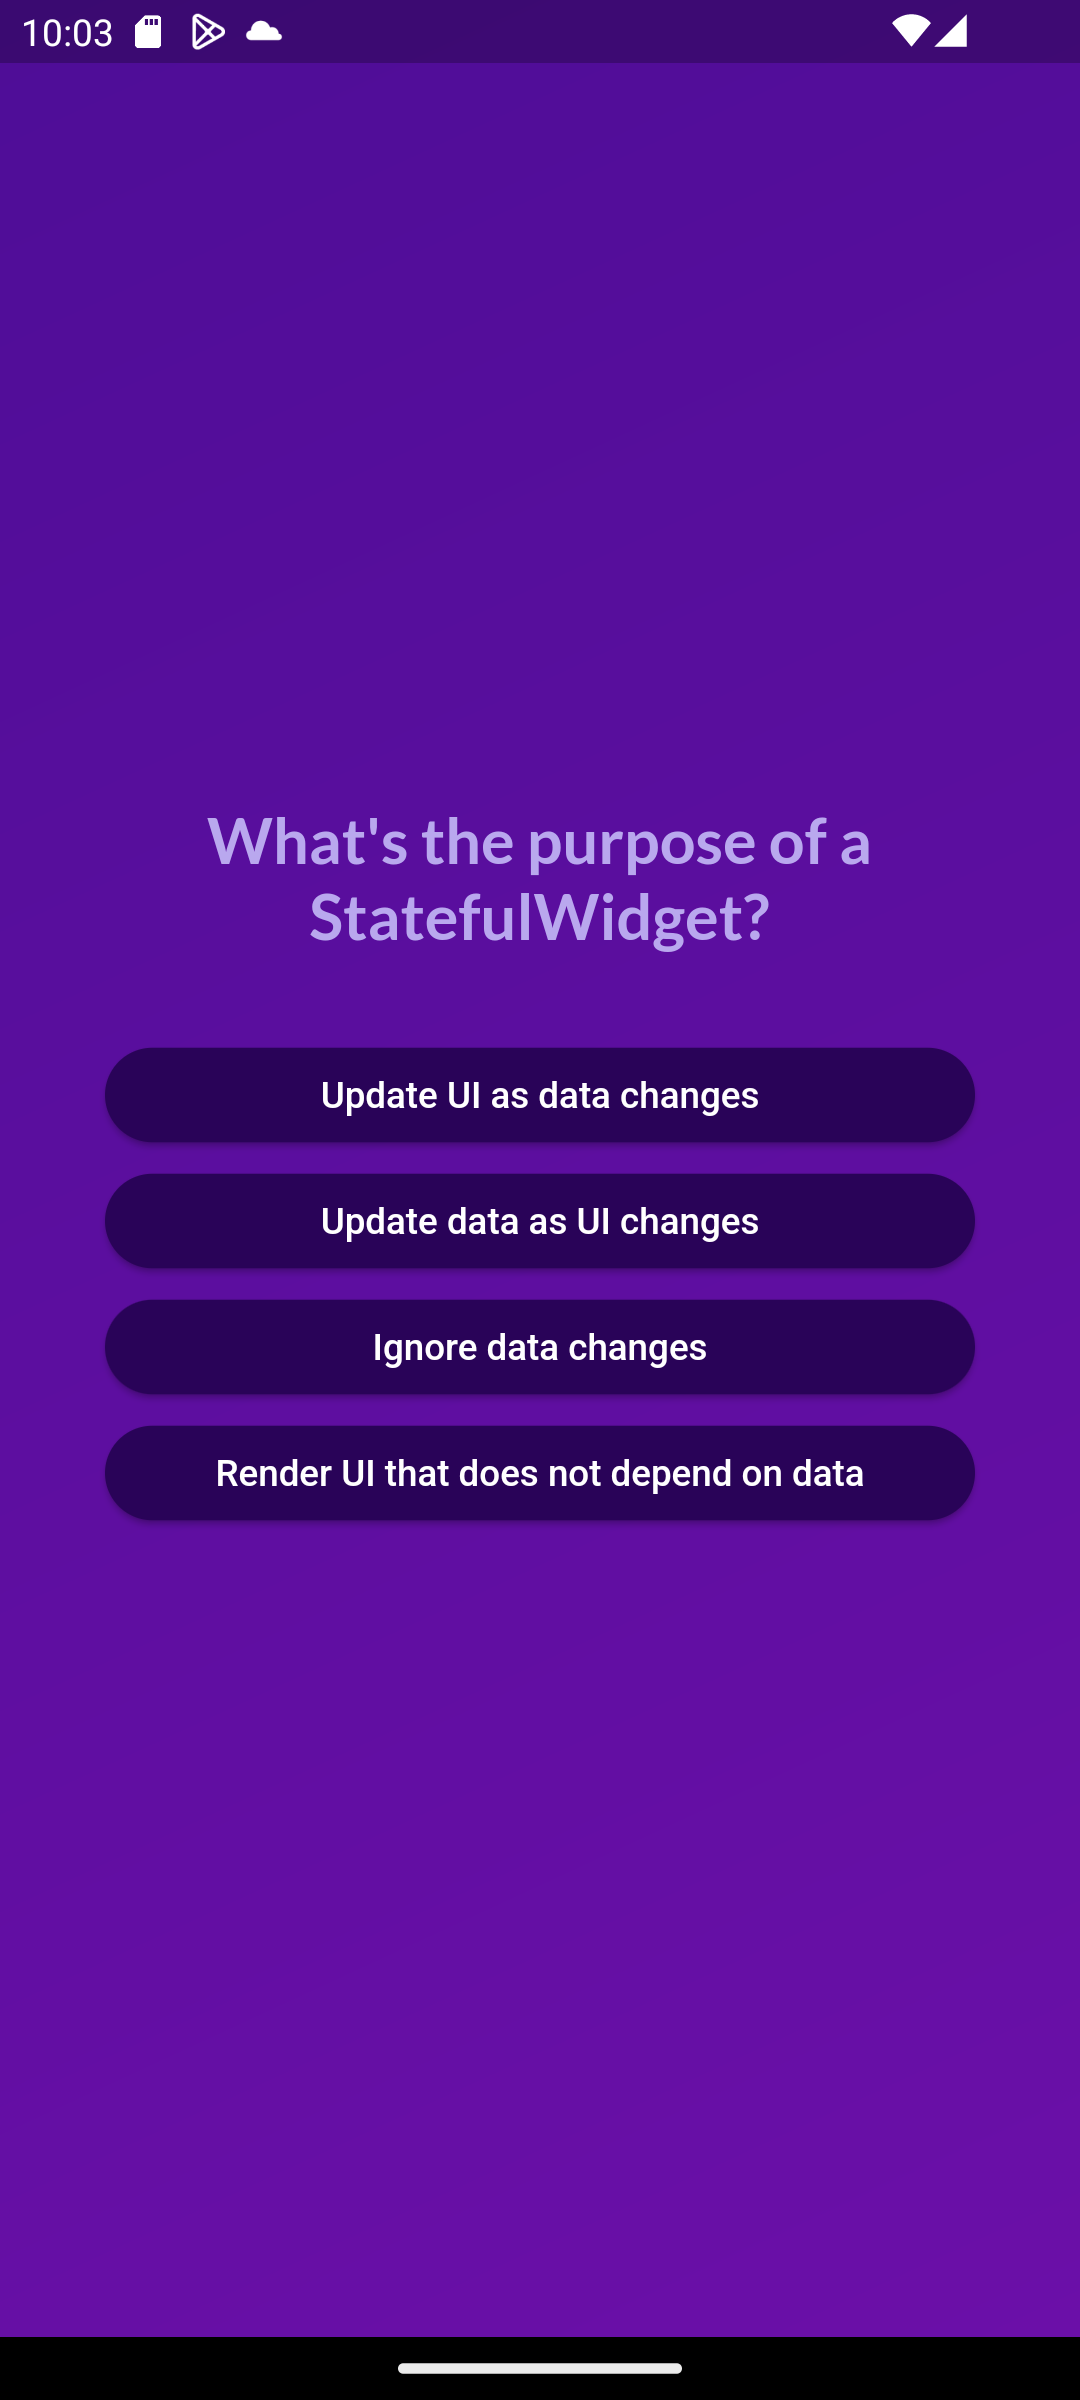 10:03
What's the purpose of a
StatefulWidget?
Update UI as data changes
Update data as UI changes
Ignore data changes
Render UI that does not depend on data